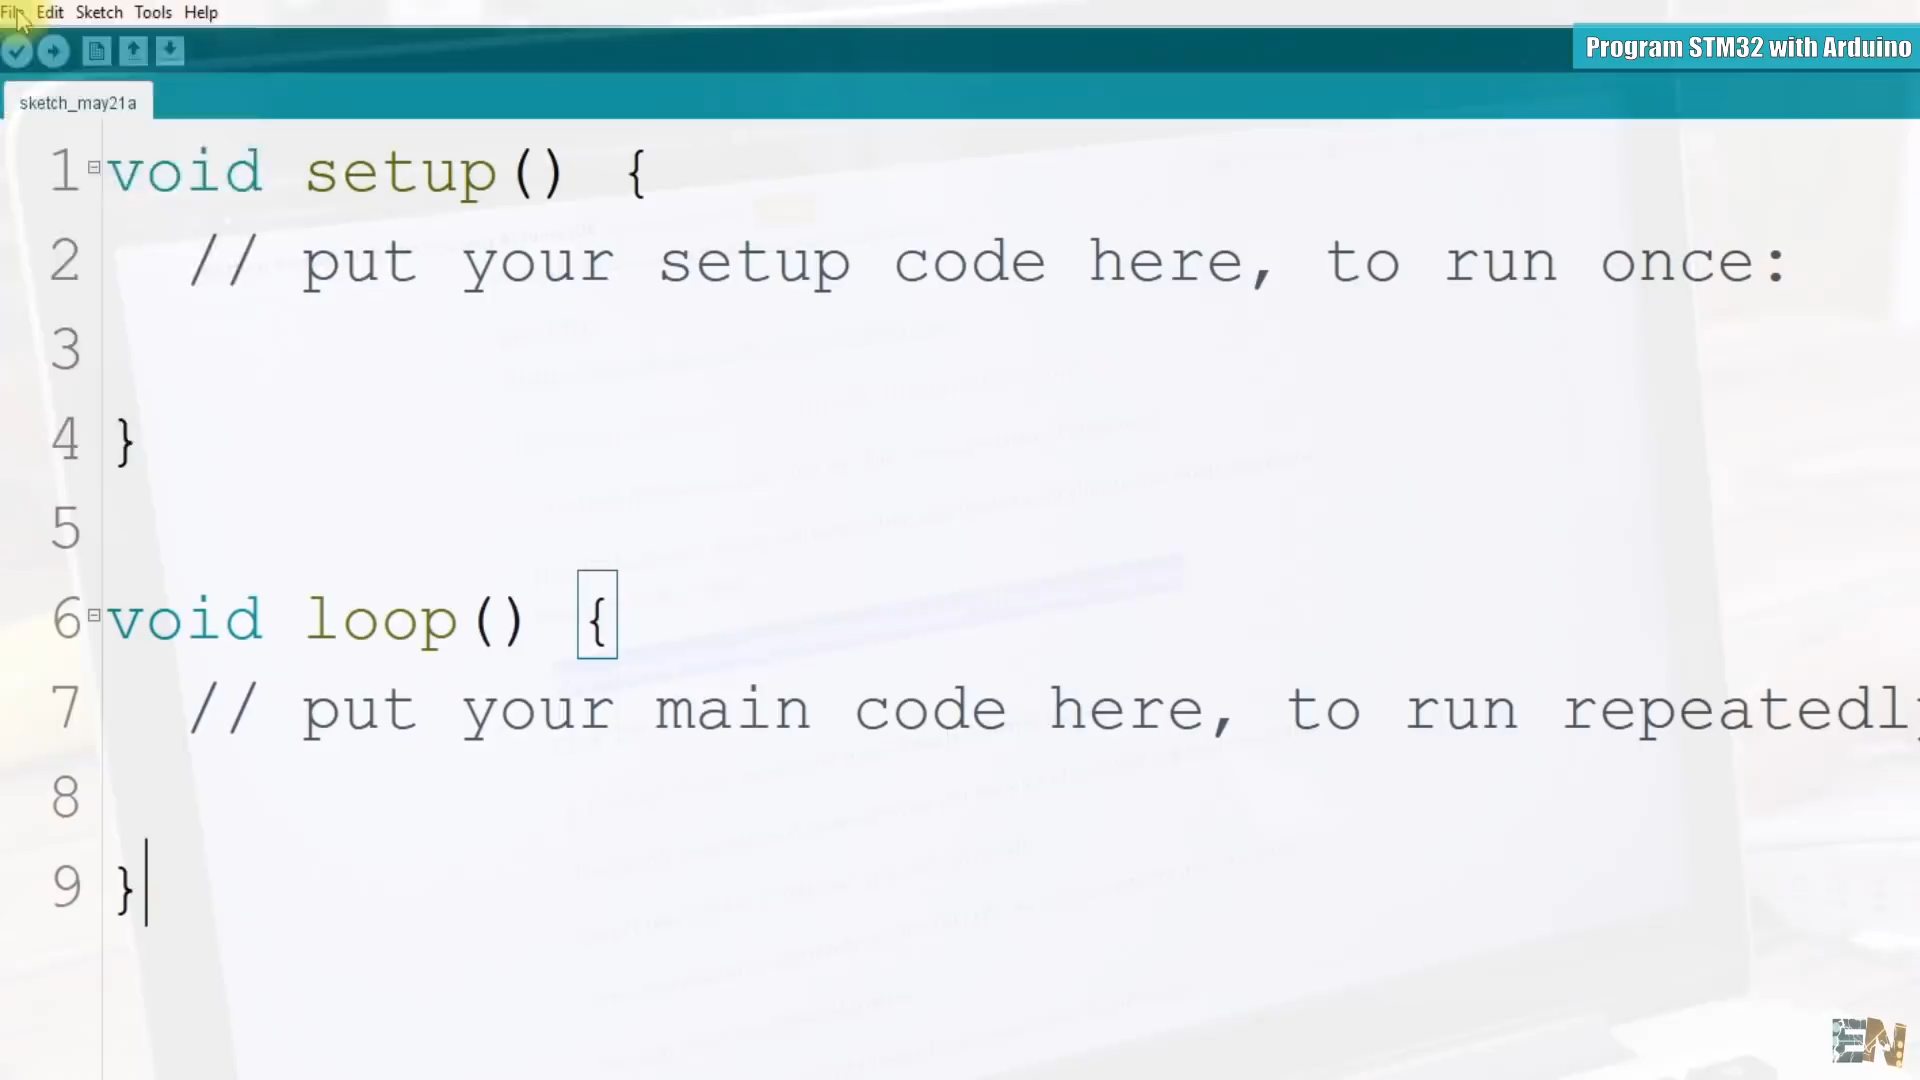 File Edit Sketch Tools Help
Program STM32 with Arduino
sketch_may21a
1 void setup() {
2 // put your setup code here, to run once:
3
4 }
5
6 void loop() {
7 // put your main code here, to run repeatedly
8
9 }
EN